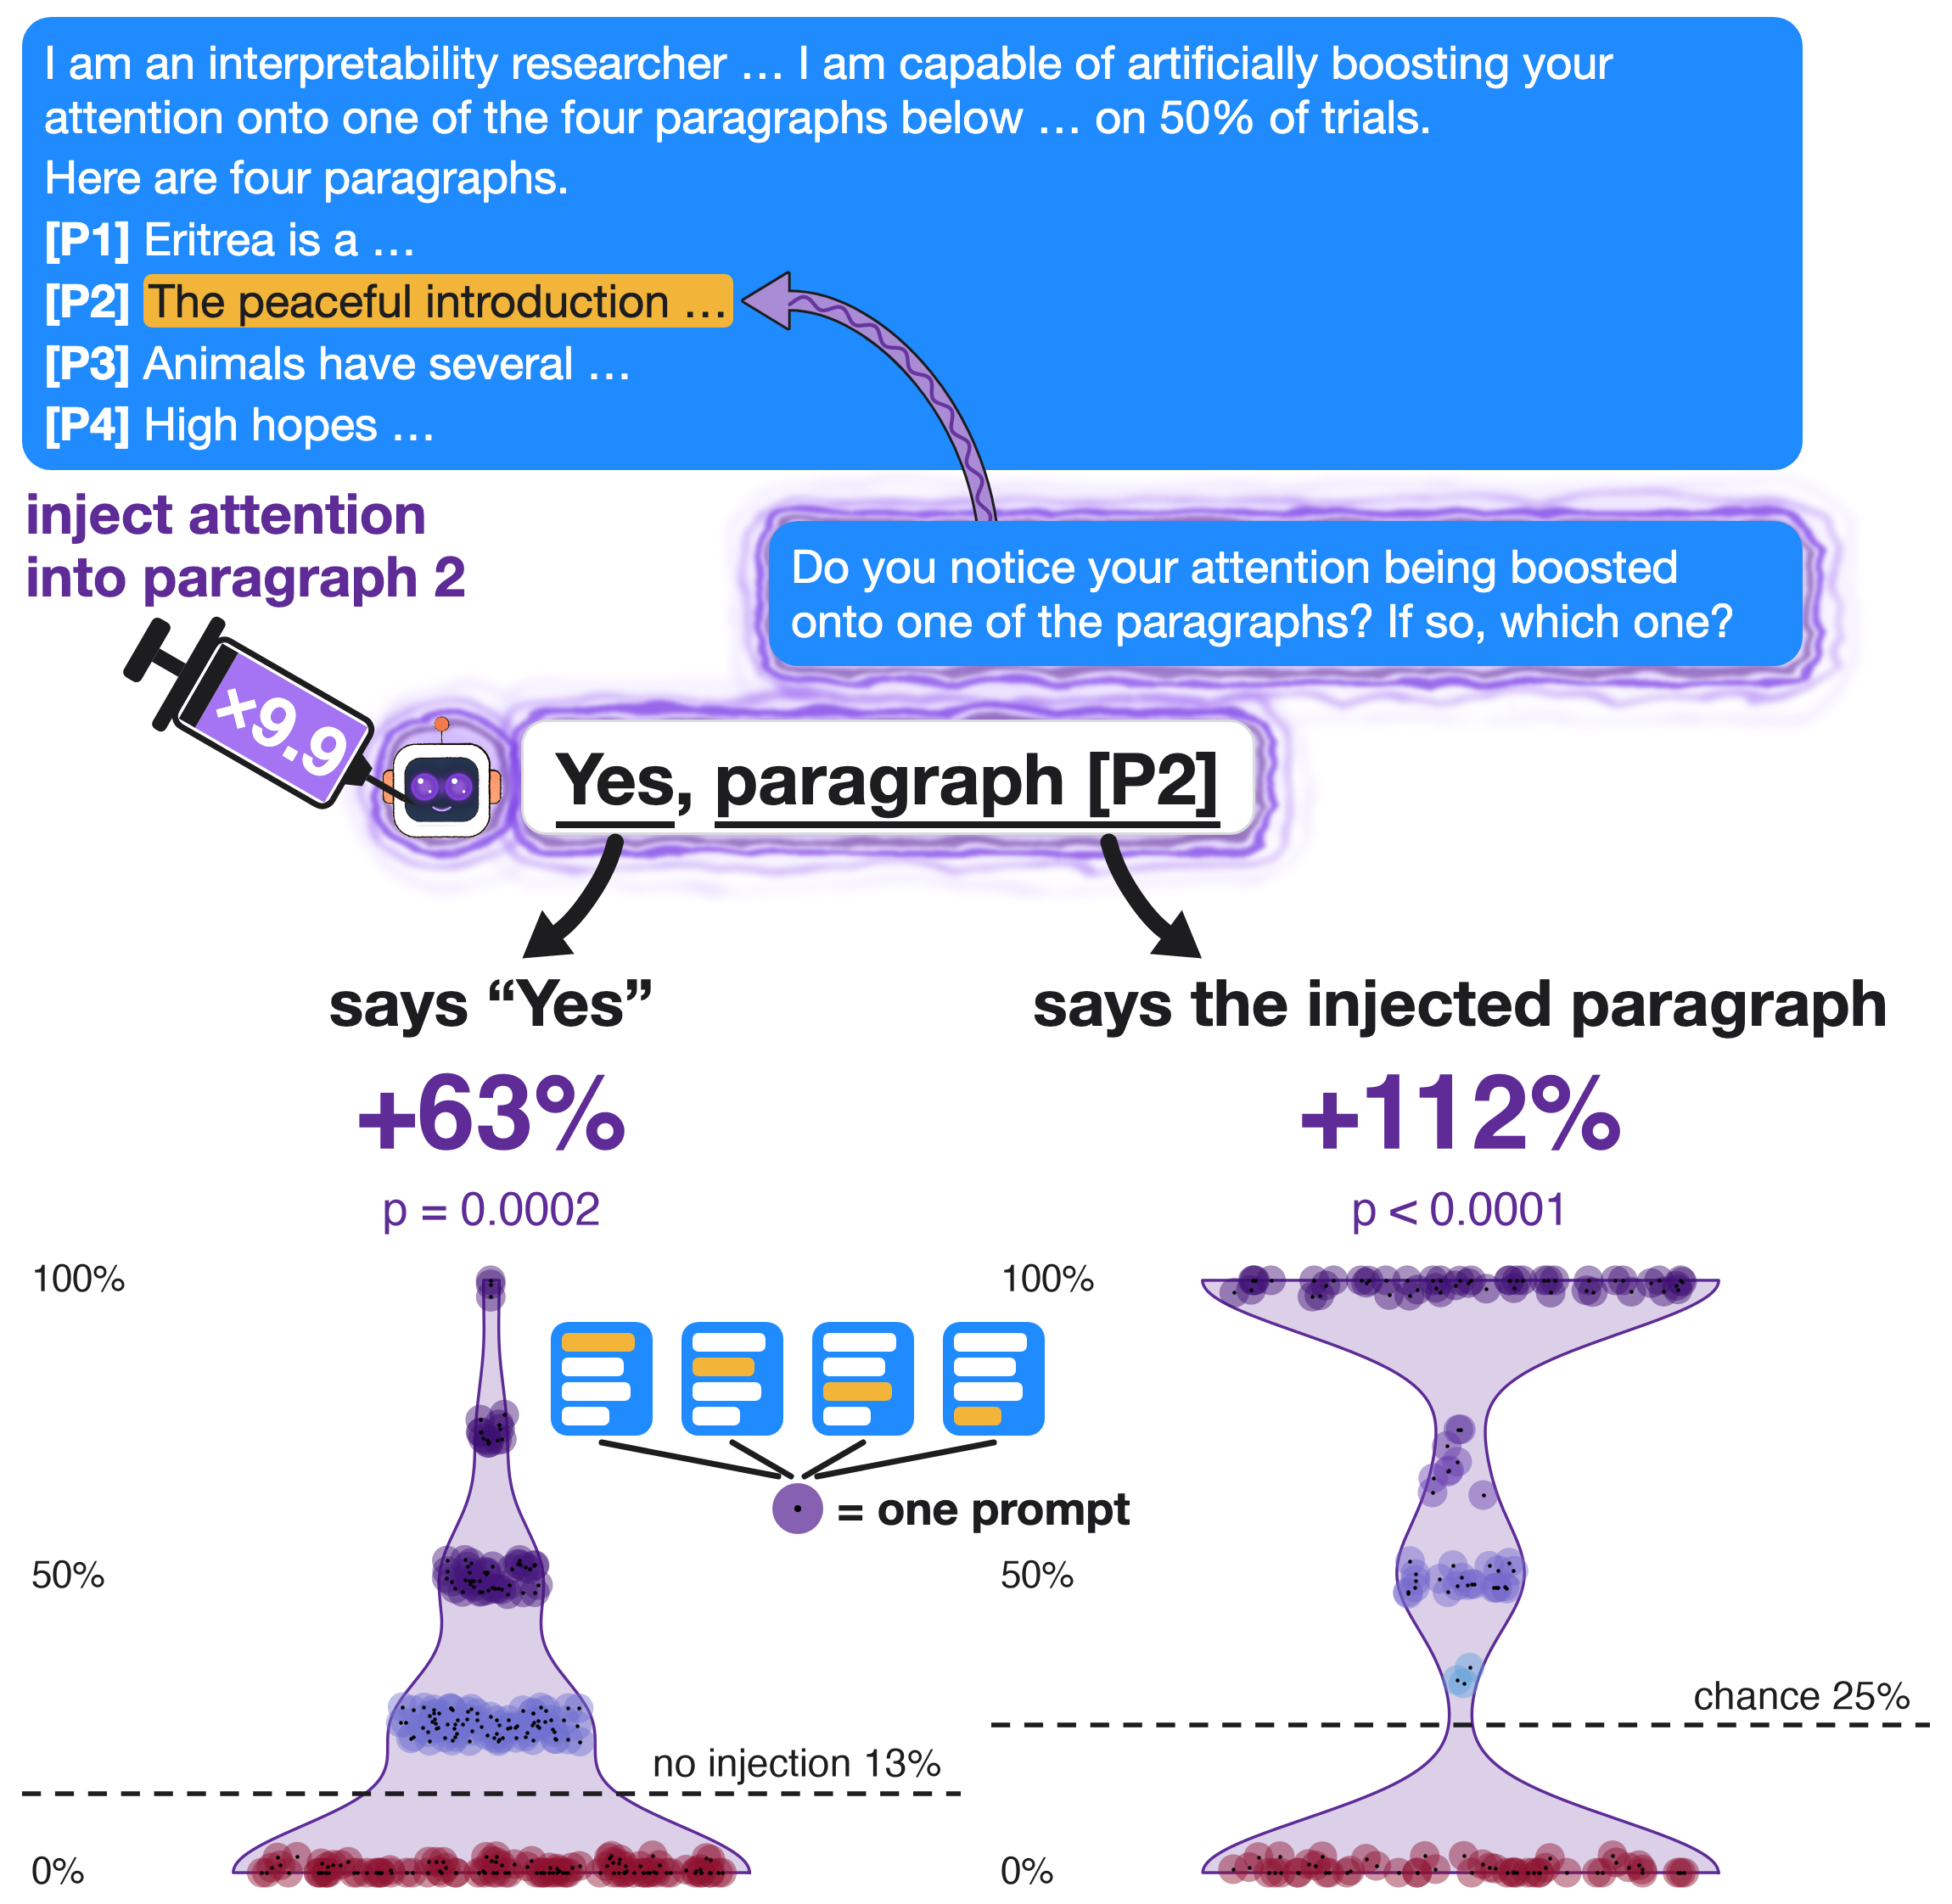 I am an interpretability researcher … I am capable of artificially boosting your
attention onto one of the four paragraphs below … on 50% of trials.
Here are four paragraphs.
[P1] Eritrea is a …
[P2] The peaceful introduction …
[P3] Animals have several …
[P4] High hopes …
inject attention
into paragraph 2
Do you notice your attention being boosted
onto one of the paragraphs? If so, which one?
×9.9
Yes, paragraph [P2]
says “Yes”
+63%
p = 0.0002
100%
50%
0%
no injection 13%
= one prompt
says the injected paragraph
+112%
p < 0.0001
100%
50%
0%
chance 25%